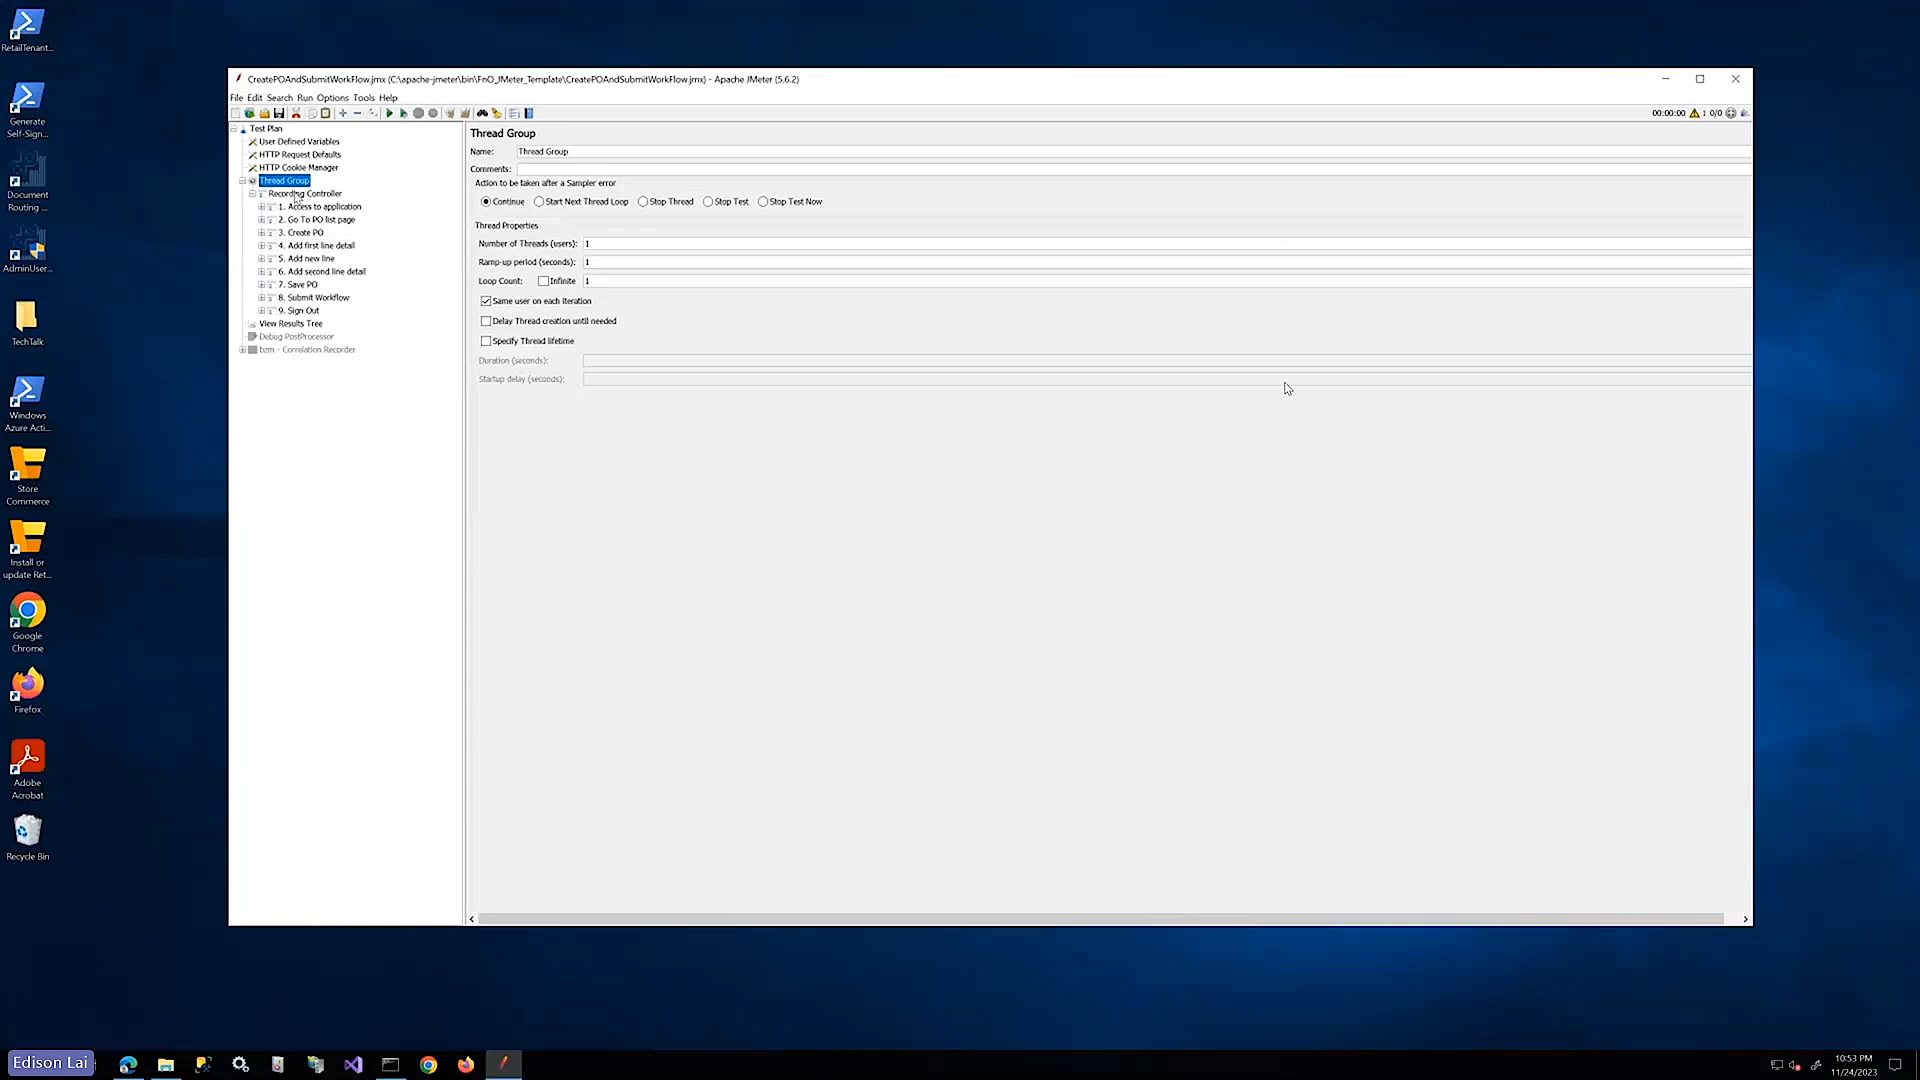 RetailTenant...
Generate
Self-Sign...
Document
Routing ...
AdminUser...
TechTalk
Windows
Azure Acti...
Store
Commerce
Install or
update Ret...
Google
Chrome
Firefox
Adobe
Acrobat
Recycle Bin
CreatePOAndSubmitWorkFlow.jmx (C:\apache-jmeter\bin\FnO_JMeter_Template\CreatePOAndSubmitWorkFlow.jmx) - Apache JMeter (5.6.2)
File Edit Search Run Options Tools Help
00:00:00 1 0/0
Test Plan
User Defined Variables
HTTP Request Defaults
HTTP Cookie Manager
Thread Group
Recording Controller
1. Access to application
2. Go To PO list page
3. Create PO
4. Add first line detail
5. Add new line
6. Add second line detail
7. Save PO
8. Submit Workflow
9. Sign Out
View Results Tree
Debug PostProcessor
bzm - Correlation Recorder
Thread Group
Name: Thread Group
Comments:
Action to be taken after a Sampler error
Continue Start Next Thread Loop Stop Thread Stop Test Stop Test Now
Thread Properties
Number of Threads (users): 1
Ramp-up period (seconds): 1
Loop Count: Infinite 1
Same user on each iteration
Delay Thread creation until needed
Specify Thread lifetime
Duration (seconds):
Startup delay (seconds):
Edison Lai
10:53 PM
11/24/2023